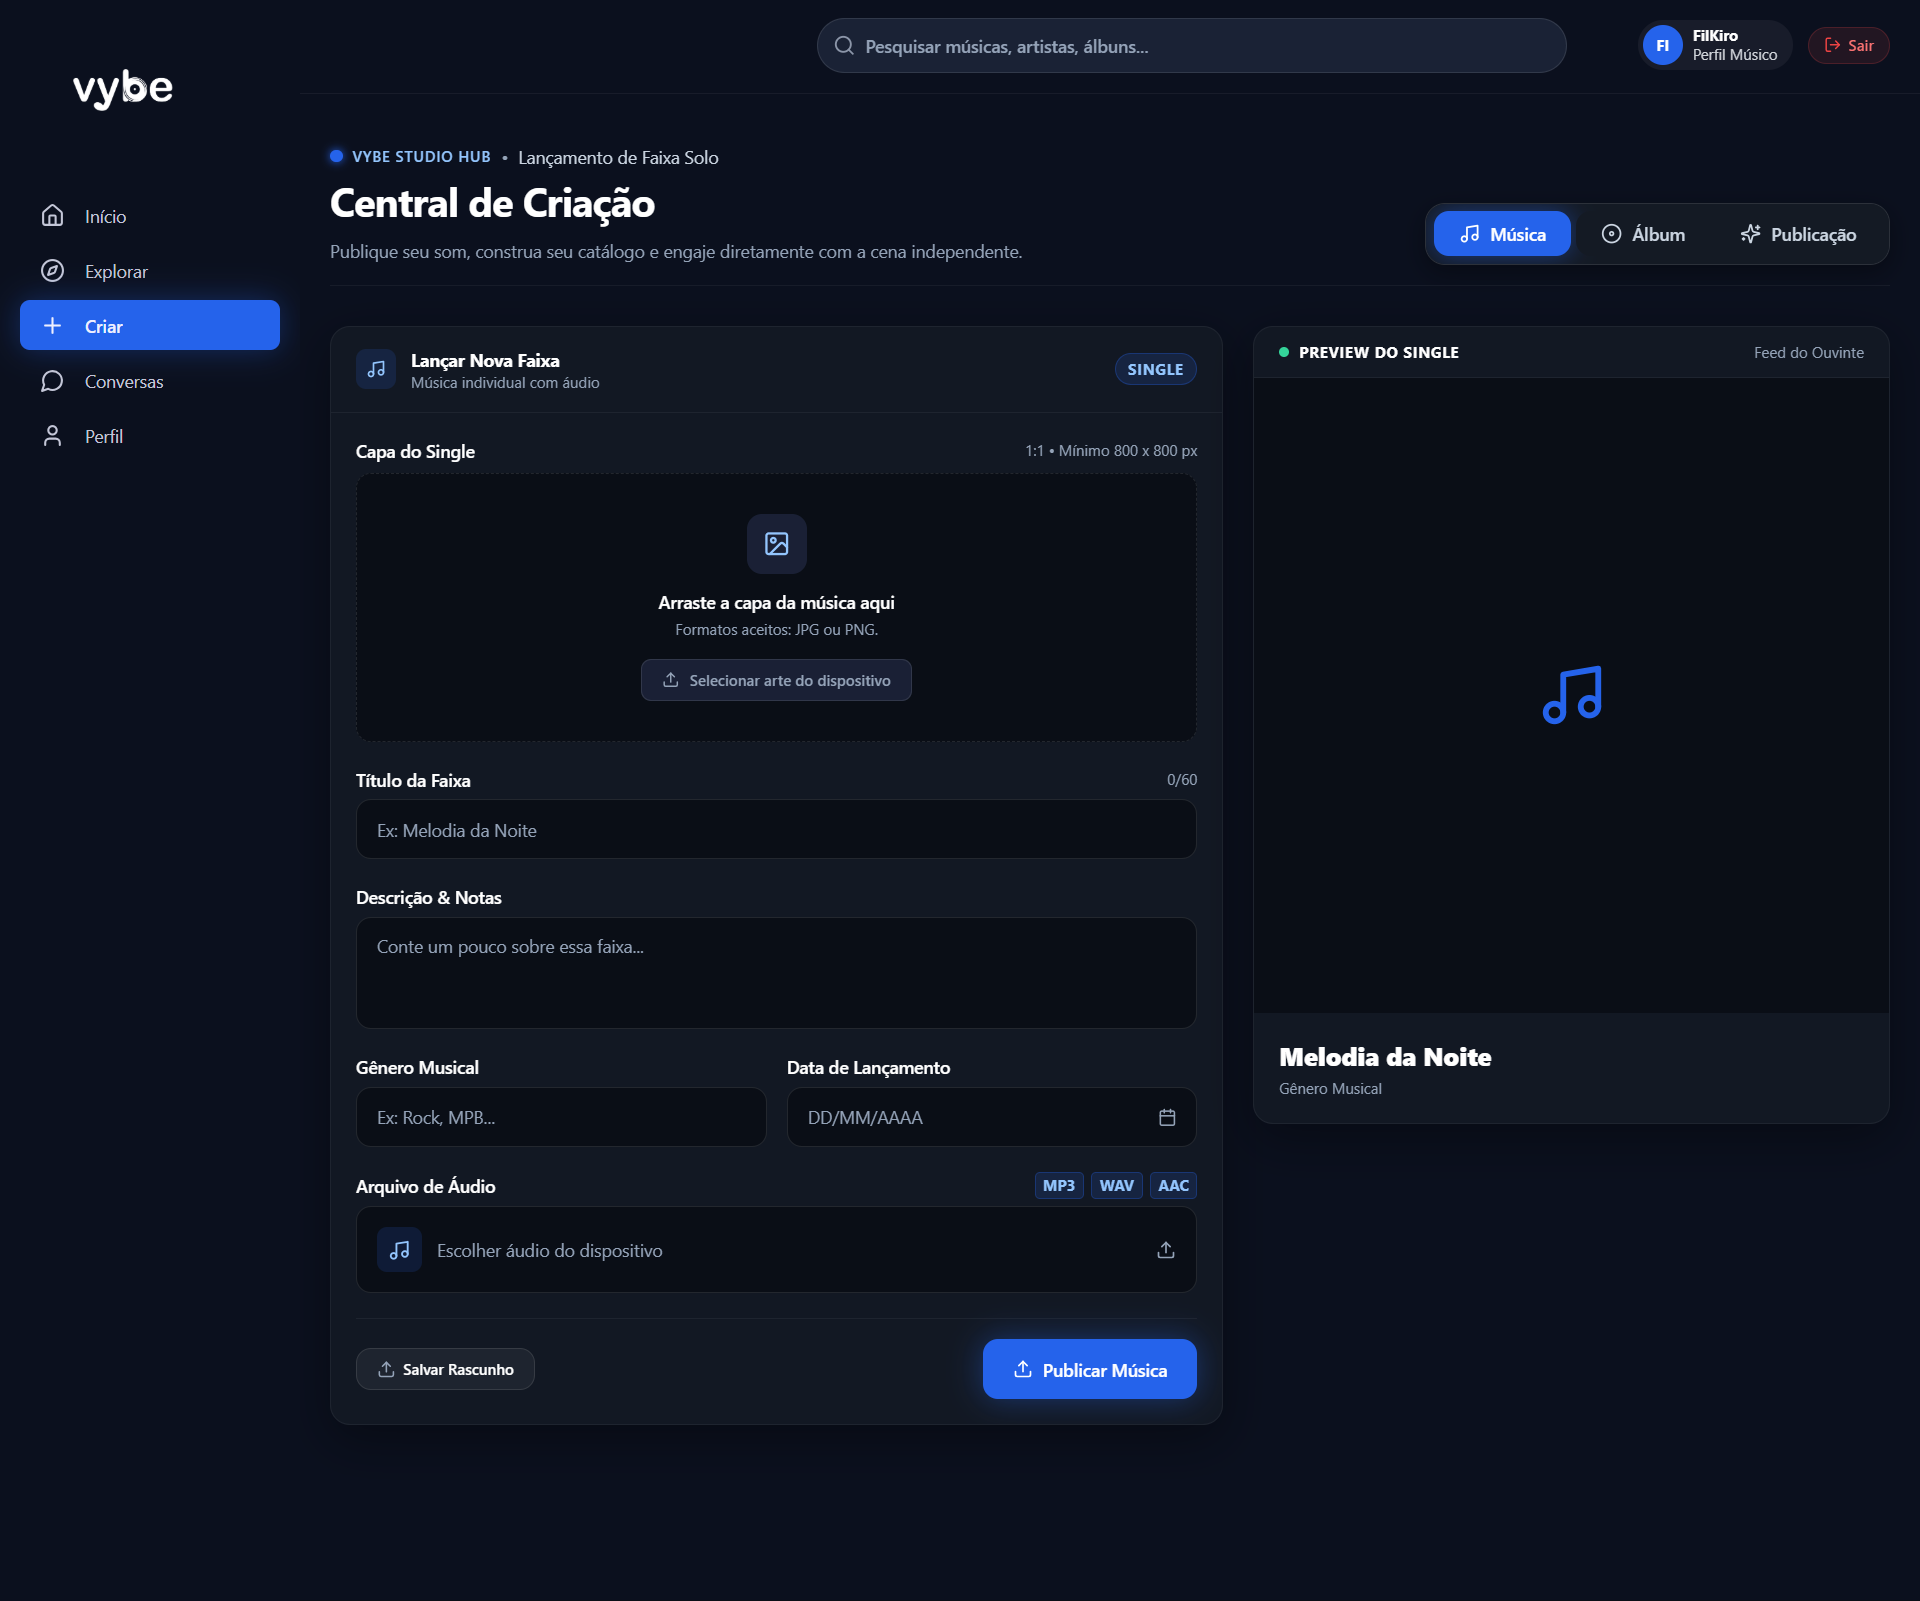 vybe
Pesquisar músicas, artistas, álbuns...
FI
FilKiro
Perfil Músico
Sair
Início
Explorar
Criar
Conversas
Perfil
VYBE STUDIO HUB • Lançamento de Faixa Solo
Central de Criação
Publique seu som, construa seu catálogo e engaje diretamente com a cena independente.
Música
Álbum
Publicação
Lançar Nova Faixa
Música individual com áudio
SINGLE
Capa do Single
1:1 • Mínimo 800 x 800 px
Arraste a capa da música aqui
Formatos aceitos: JPG ou PNG.
Selecionar arte do dispositivo
Título da Faixa
0/60
Ex: Melodia da Noite
Descrição & Notas
Conte um pouco sobre essa faixa...
Gênero Musical
Ex: Rock, MPB...
Data de Lançamento
DD/MM/AAAA
Arquivo de Áudio
MP3
WAV
AAC
Escolher áudio do dispositivo
Salvar Rascunho
Publicar Música
PREVIEW DO SINGLE
Feed do Ouvinte
Melodia da Noite
Gênero Musical